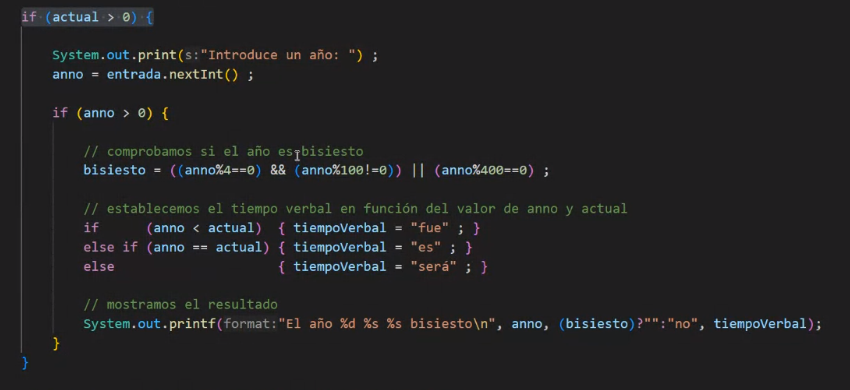 if (actual > 0) {
System.out.print(s:"Introduce un año: ") ;
anno = entrada.nextInt() ;
if (anno > 0) {
// comprobamos si el año es bisiesto
bisiesto = ((anno%4==0) && (anno%100!=0)) || (anno%400==0) ;
// establecemos el tiempo verbal en función del valor de anno y actual
if (anno < actual) { tiempoVerbal = "fue" ; }
else if (anno == actual) { tiempoVerbal = "es" ; }
else { tiempoVerbal = "será" ; }
// mostramos el resultado
System.out.printf(format:"El año %d %s %s bisiesto\n", anno, (bisiesto)?"":"no", tiempoVerbal);
}
}